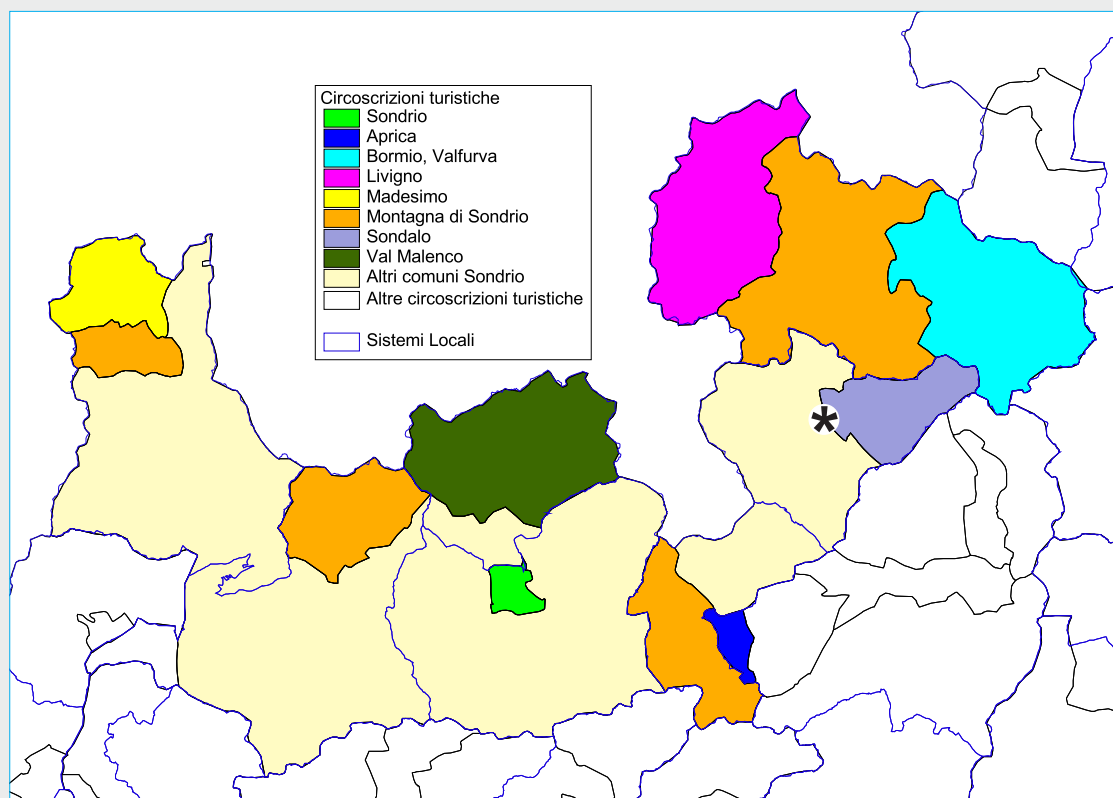 Circoscrizioni turistiche
Sondrio
Aprica
Bormio, Valfurva
Livigno
Madesimo
Montagna di Sondrio
Sondalo
Val Malenco
Altri comuni Sondrio
Altre circoscrizioni turistiche
Sistemi Locali
*